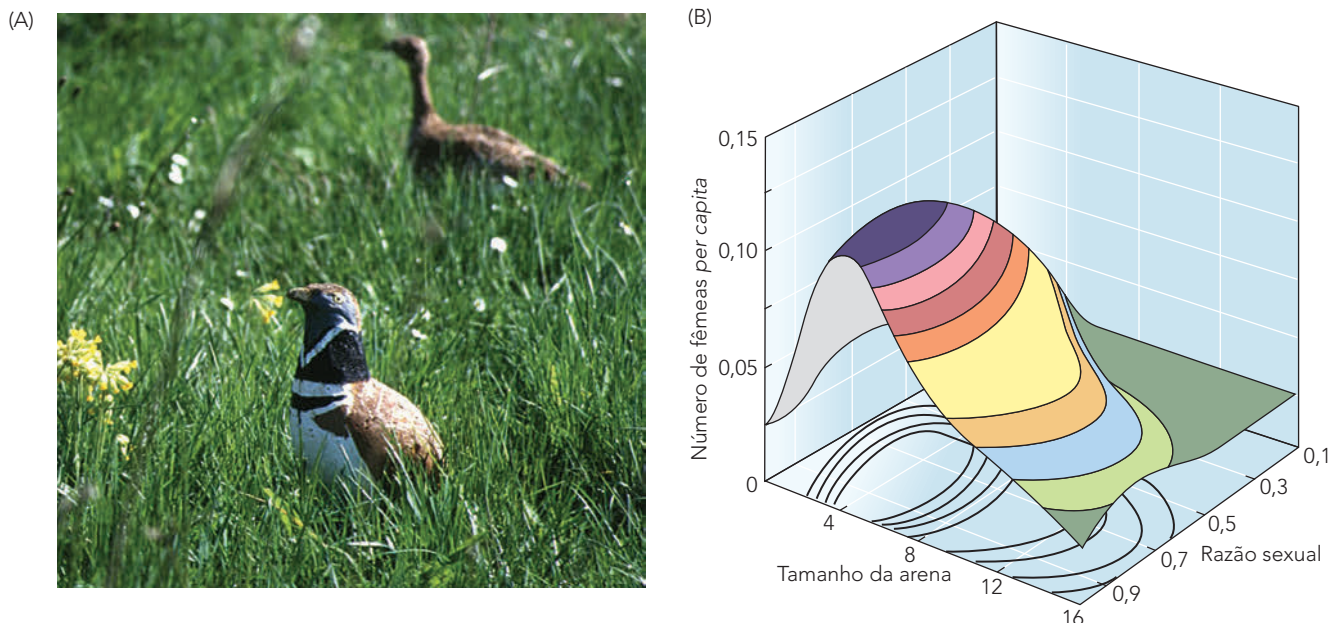 (A)
(B)
0,15
0,10
0,05
0
Número de fêmeas per capita
4
8
12
16
Tamanho da arena
0,1
0,3
0,5
0,7
0,9
Razão sexual